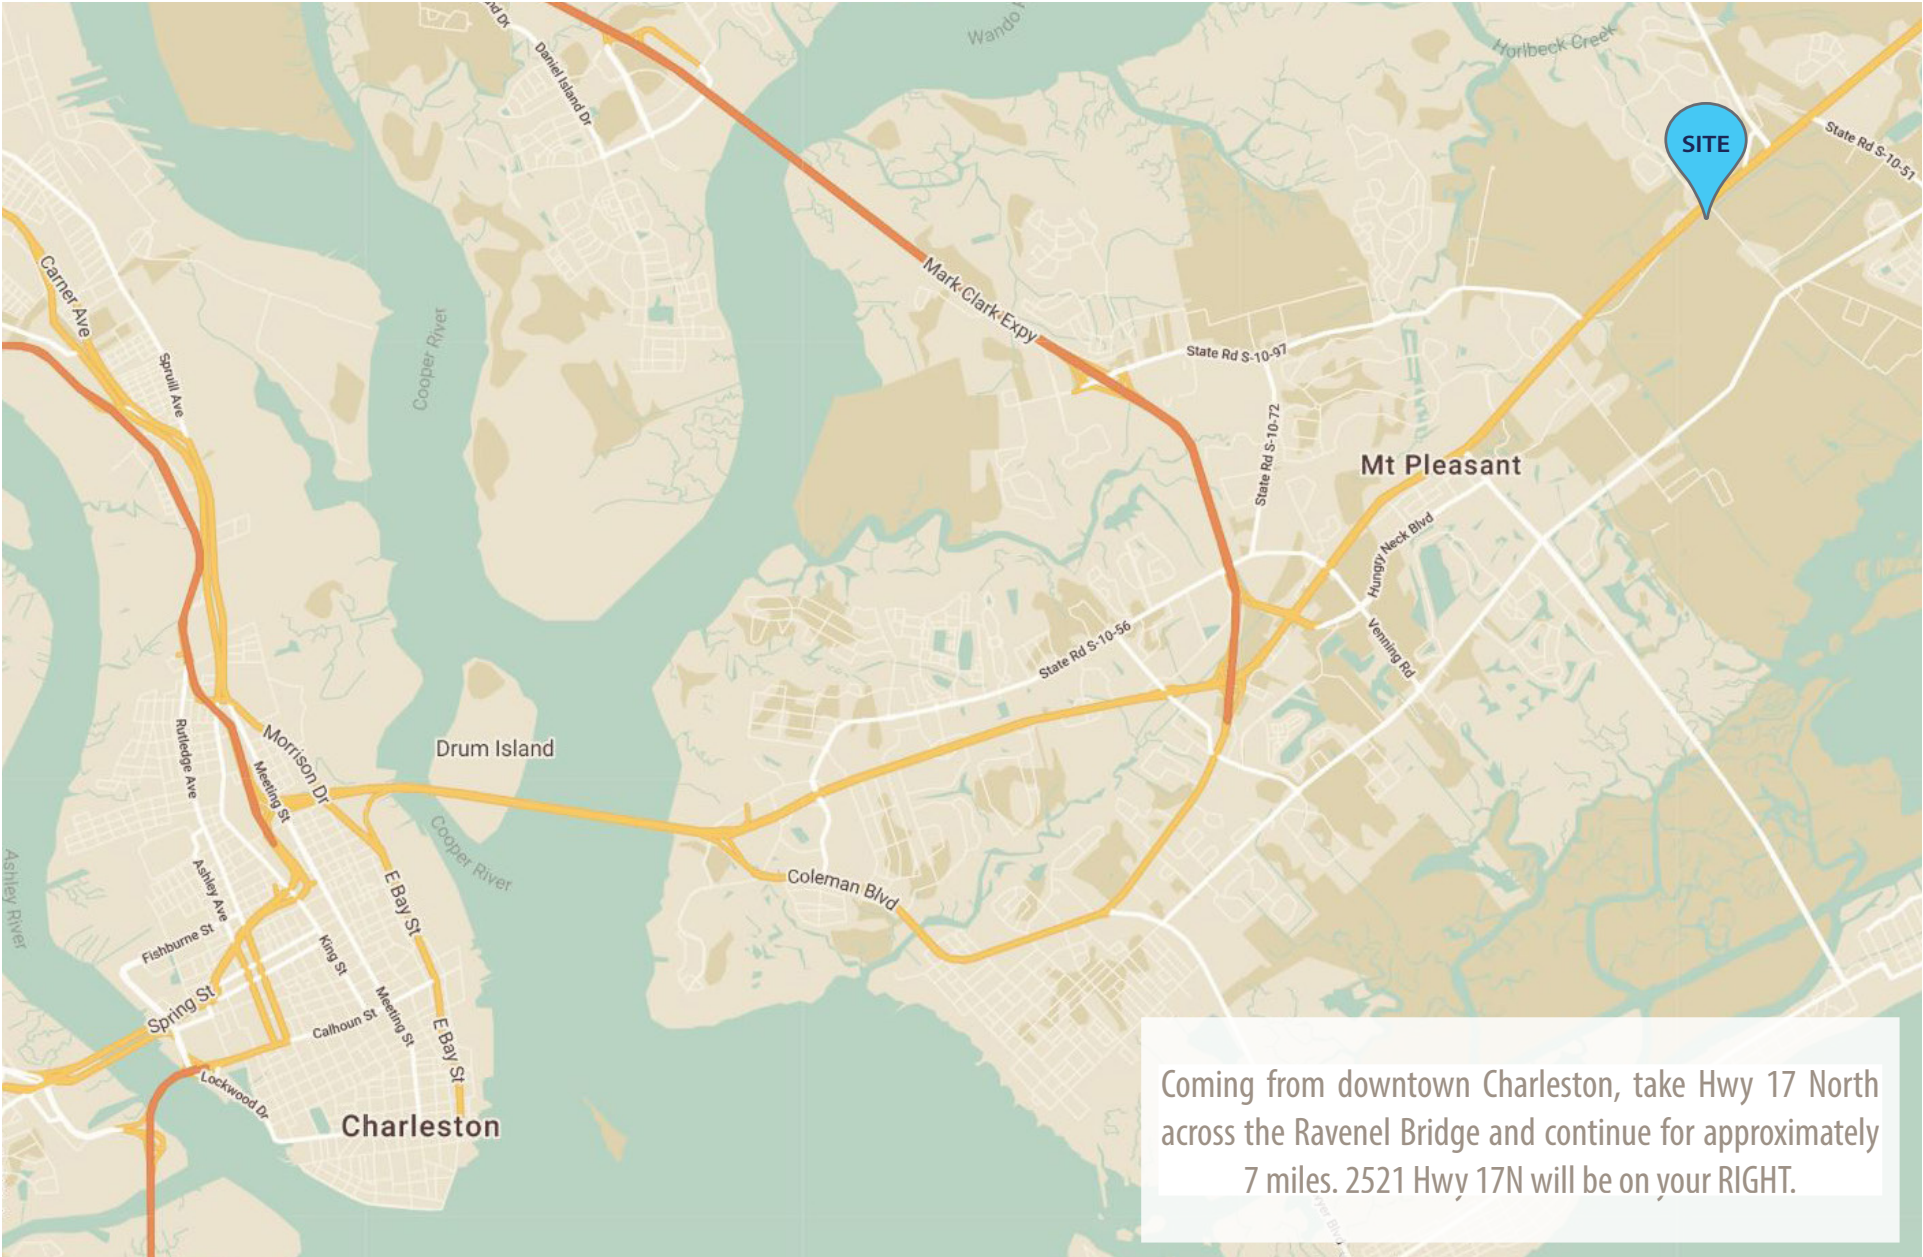 nd Dr
Daniel Island Dr
Wando
Horlbeck Creek
SITE
State Rd S-10-51
Carner Ave
Spruill Ave
Cooper River
Mark Clark Expy
State Rd S-10-97
State Rd S-10-72
Mt Pleasant
Hungry Neck Blvd
State Rd S-10-56
Venning Rd
Rutledge Ave
Morrison Dr
Meeting St
Drum Island
Cooper River
Ashley River
Ashley Ave
E Bay St
Coleman Blvd
Fishburne St
King St
Spring St
Meeting St
Calhoun St
E Bay St
Lockwood Dr
Charleston
Coming from downtown Charleston, take Hwy 17 North
across the Ravenel Bridge and continue for approximately
7 miles. 2521 Hwy 17N will be on your RIGHT.